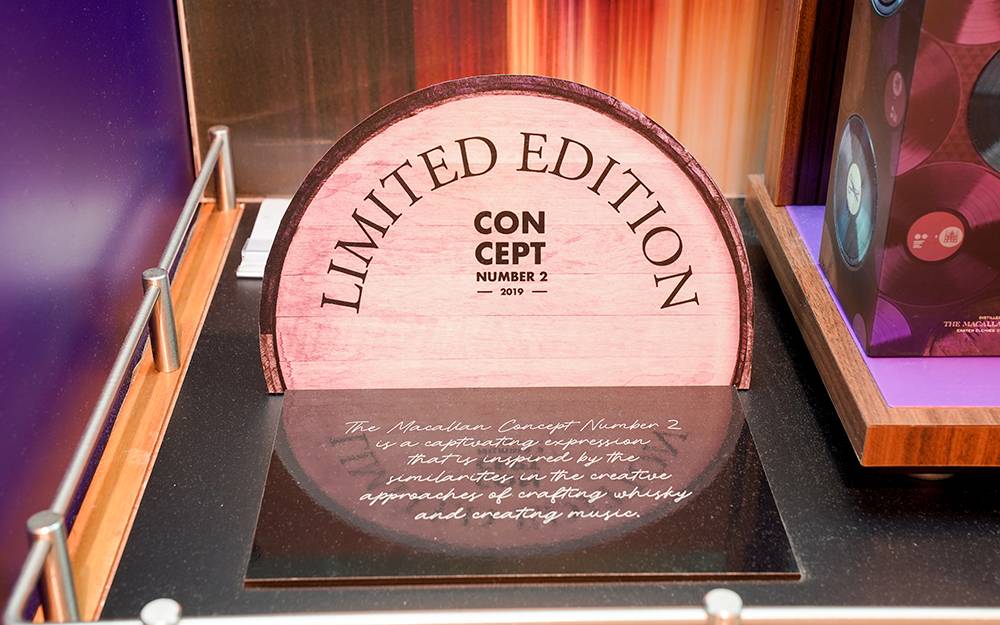 LIMITED EDITION
CON
CEPT
NUMBER 2
2019
The Macallan Concept Number 2
is a captivating expression
that is inspired by the
similarities in the creative
approaches of crafting whisky
and creating music.
THE MACALLA